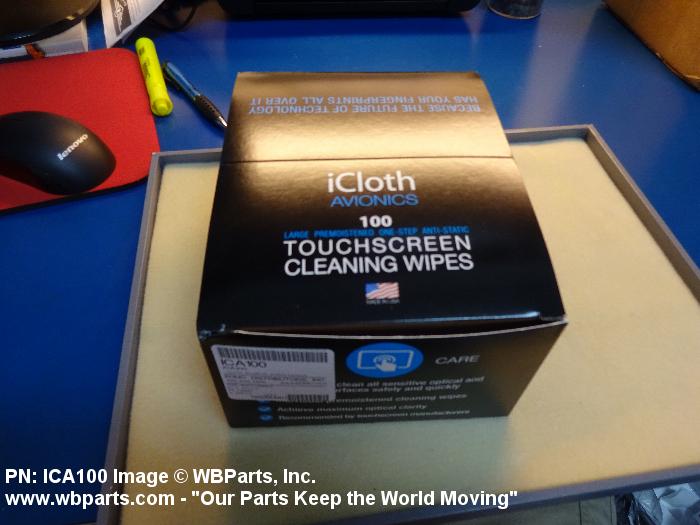 BECAUSE THE FUTURE OF TECHNOLOGY
HAS YOUR FINGERPRINTS ALL OVER IT
lenovo
iCloth
AVIONICS
100
LARGE PREMOISTENED ONE-STEP ANTI-STATIC
TOUCHSCREEN
CLEANING WIPES
MADE IN USA
ICA100
CARE
clean all sensitive optical and
surfaces safely and quickly
premoistened cleaning wipes
Achieve maximum optical clarity
Recommended by touchscreen manufacturers
PN: ICA100 Image © WBParts, Inc.
www.wbparts.com - "Our Parts Keep the World Moving"